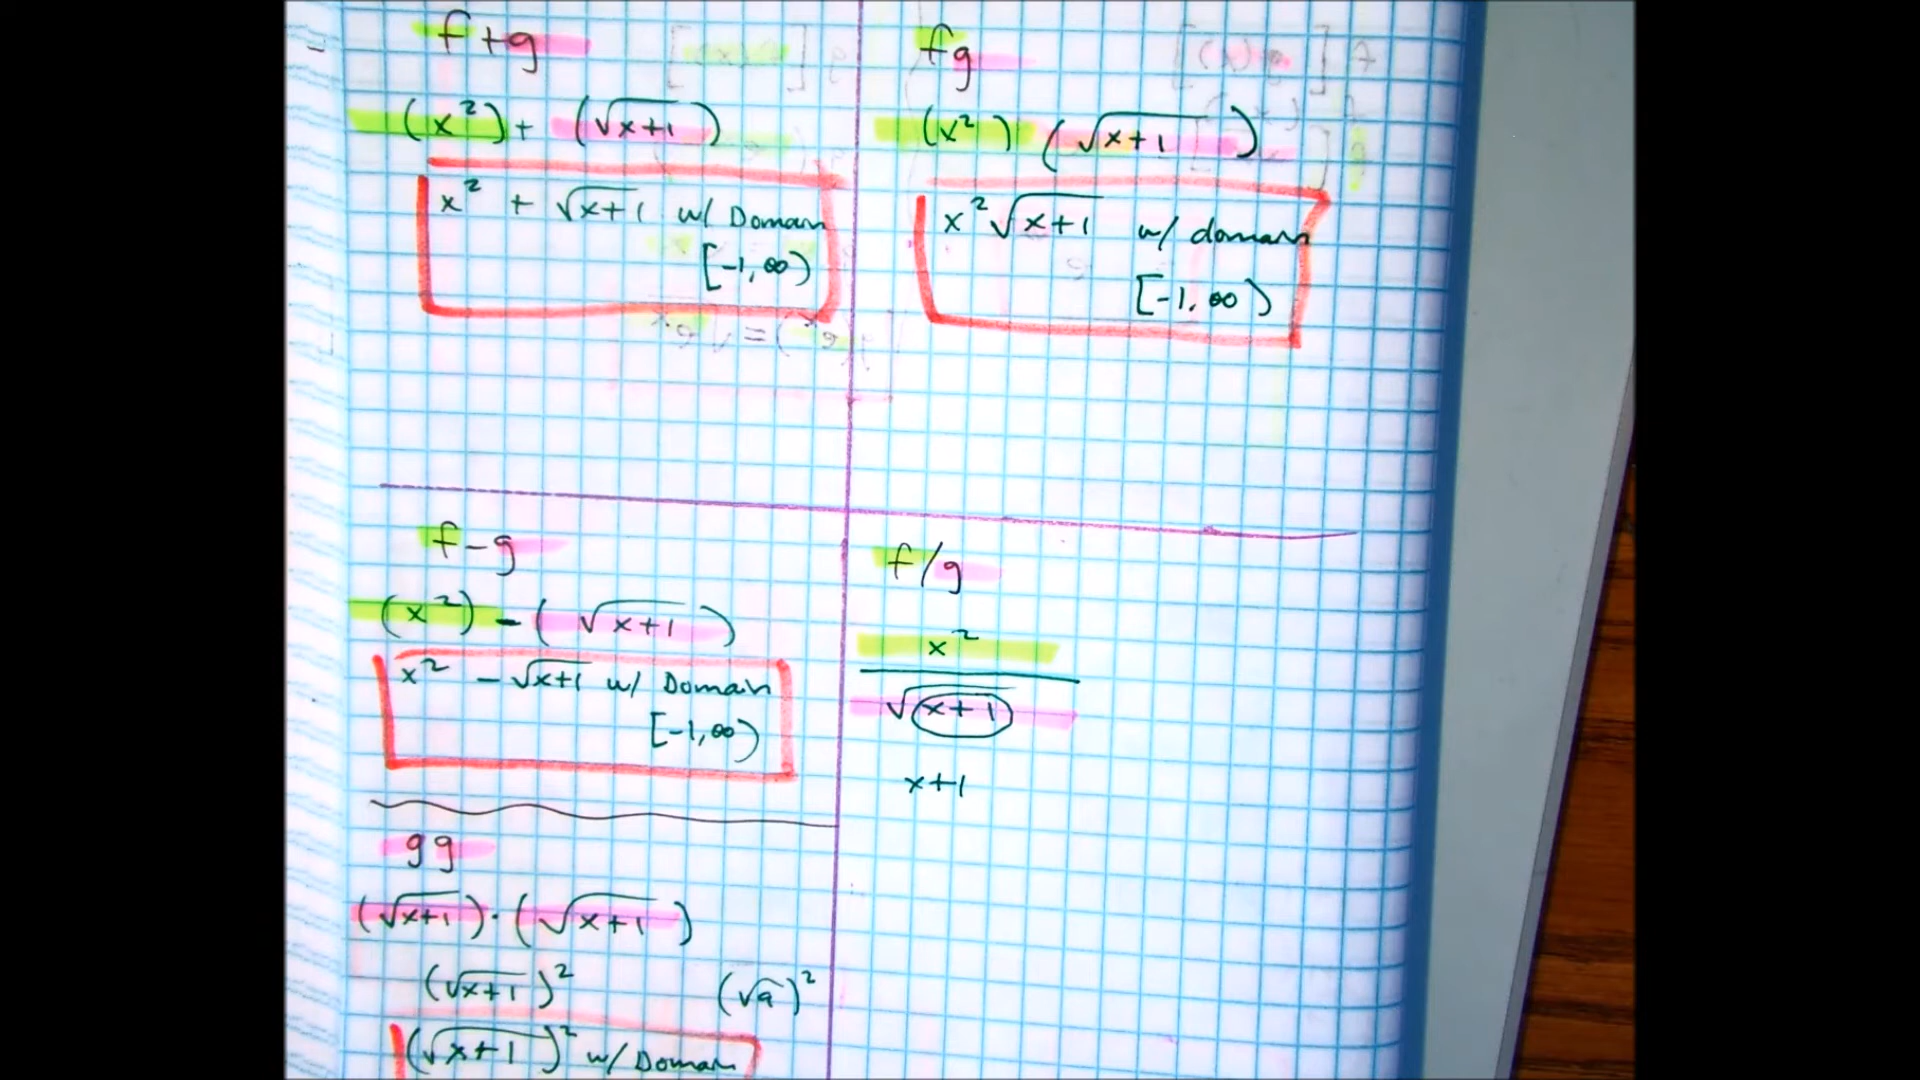 f+g
(x²) + (√x+1)
x² + √x+1 w/ Domain
[-1,∞)
fg
(x²) (√x+1)
x²√x+1 w/ domain
[-1,∞)
f-g
(x²) - (√x+1)
x² - √x+1 w/ Domain
[-1,∞)
gg
(√x+1)·(√x+1)
(√x+1)² (√a)²
(√x+1)² w/ Domain
f/g
x²
√x+1
x+1